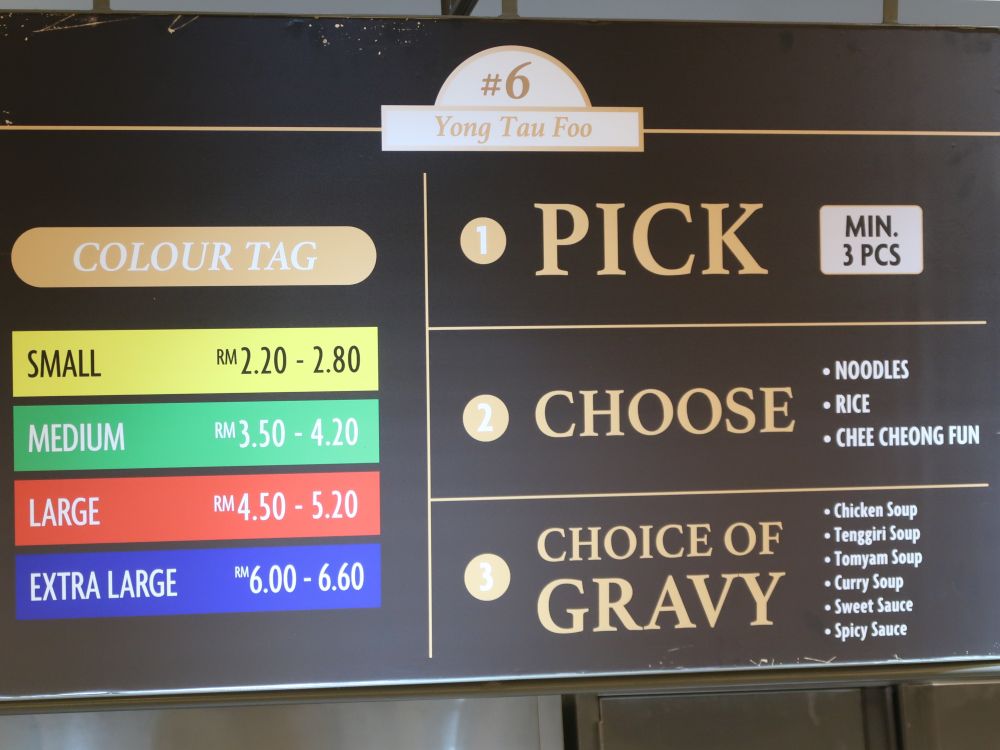 #6
Yong Tau Foo
COLOUR TAG
SMALL RM2.20 - 2.80
MEDIUM RM3.50 - 4.20
LARGE RM4.50 - 5.20
EXTRA LARGE RM6.00 - 6.60
1 PICK
MIN.
3 PCS
2 CHOOSE
• NOODLES
• RICE
• CHEE CHEONG FUN
3 CHOICE OF
GRAVY
• Chicken Soup
• Tenggiri Soup
• Tomyam Soup
• Curry Soup
• Sweet Sauce
• Spicy Sauce